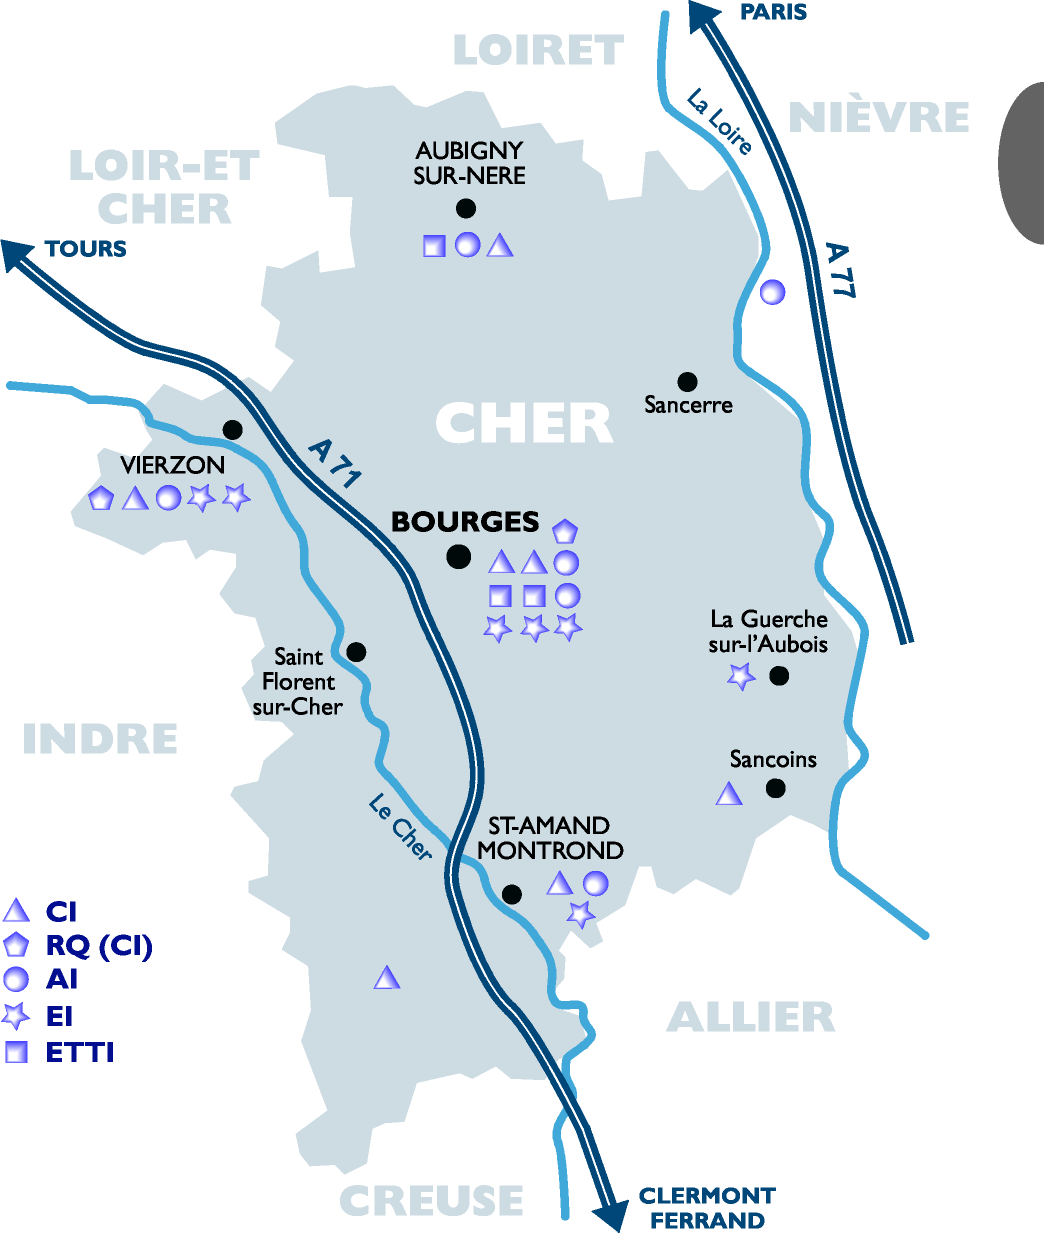 PARIS
LOIRET
NIÈVRE
La Loire
LOIR-ET
CHER
AUBIGNY
SUR-NERE
TOURS
A 77
Sancerre
CHER
A 71
VIERZON
BOURGES
La Guerche
sur-l'Aubois
Saint
Florent
sur-Cher
INDRE
Sancoins
Le Cher
ST-AMAND
MONTROND
CI
RQ (CI)
AI
EI
ETTI
ALLIER
CREUSE
CLERMONT
FERRAND